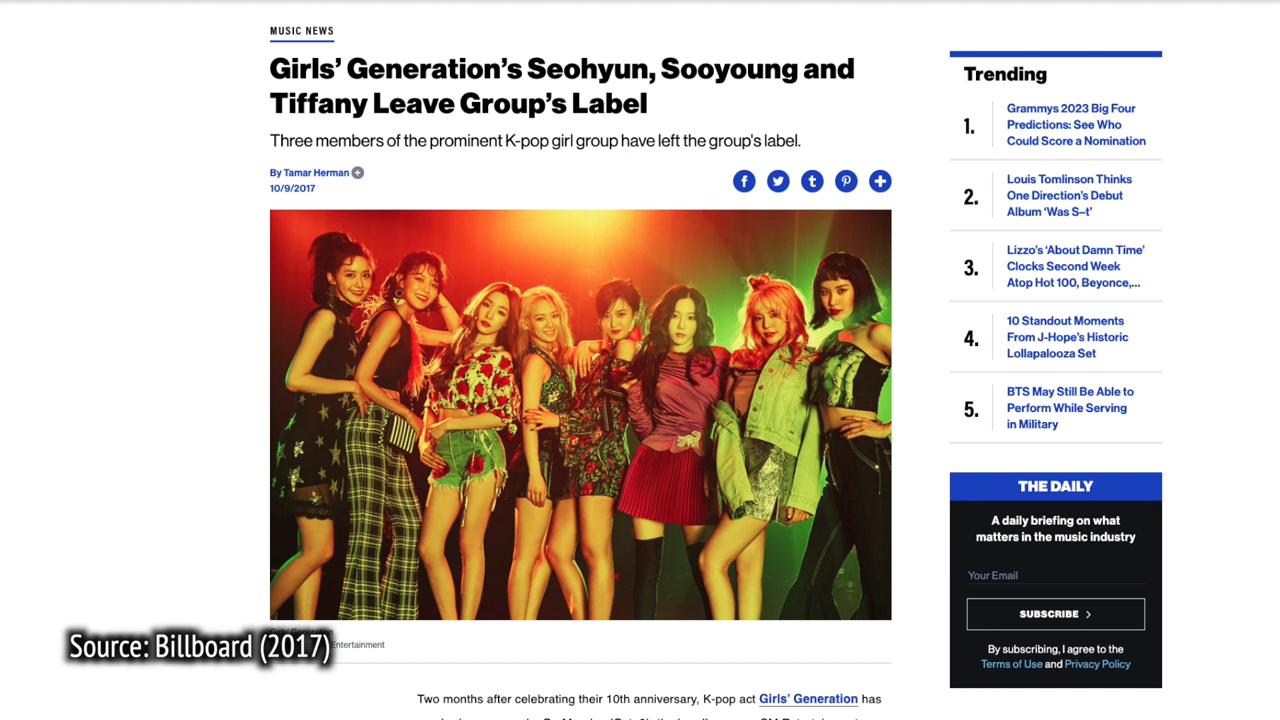 MUSIC NEWS
Girls' Generation's Seohyun, Sooyoung and
Tiffany Leave Group's Label
Three members of the prominent K-pop girl group have left the group's label.
By Tamar Herman
10/9/2017
Source: Billboard (2017)
Entertainment
Two months after celebrating their 10th anniversary, K-pop act Girls' Generation has
Trending
1.
Grammys 2023 Big Four
Predictions: See Who
Could Score a Nomination
2.
Louis Tomlinson Thinks
One Direction's Debut
Album ‘Was S–t’
3.
Lizzo's ‘About Damn Time’
Clocks Second Week
Atop Hot 100, Beyonce,...
4.
10 Standout Moments
From J-Hope's Historic
Lollapalooza Set
5.
BTS May Still Be Able to
Perform While Serving
in Military
THE DAILY
A daily briefing on what
matters in the music industry
Your Email
SUBSCRIBE >
By subscribing, I agree to the
Terms of Use and Privacy Policy